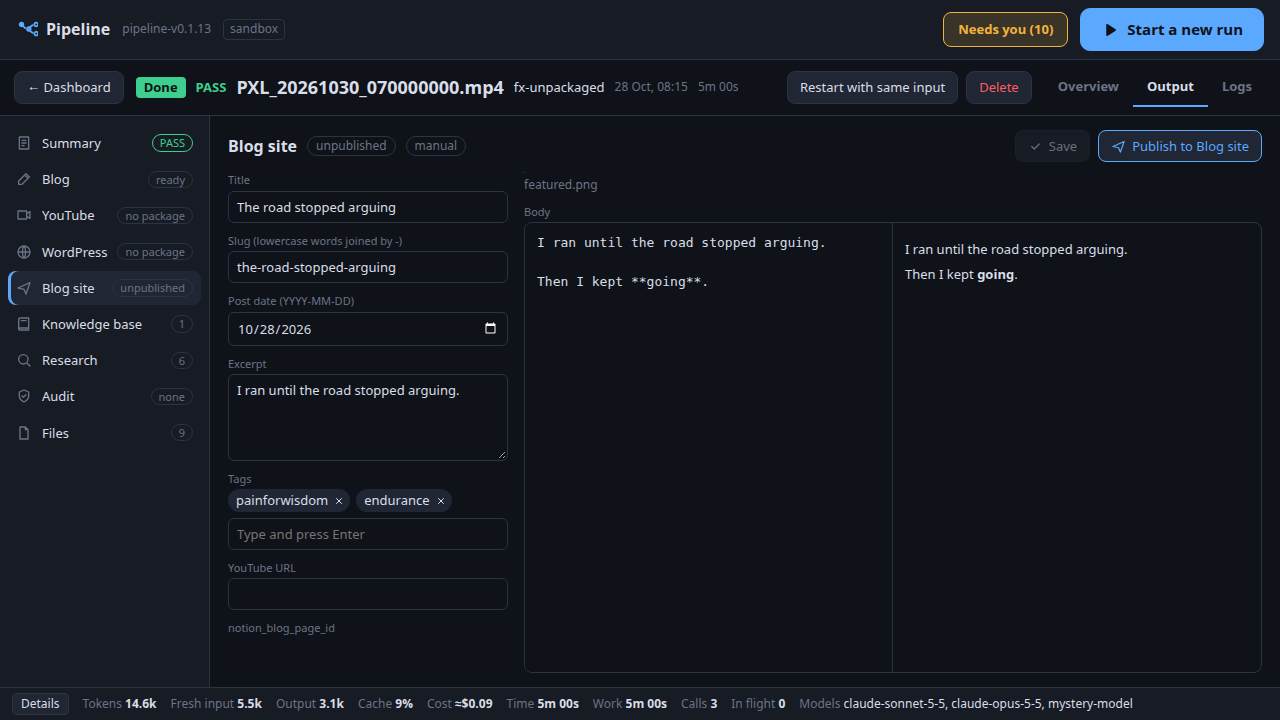 Pipeline pipeline-v0.1.13 sandbox Needs you (10) Start a new run
← Dashboard Done PASS PXL_20261030_070000000.mp4 fx-unpackaged 28 Oct, 08:15 5m 00s Restart with same input Delete Overview Output Logs
Summary PASS
Blog ready
YouTube no package
WordPress no package
Blog site unpublished
Knowledge base 1
Research 6
Audit none
Files 9
Blog site unpublished manual Save Publish to Blog site
Title
The road stopped arguing
Slug (lowercase words joined by -)
the-road-stopped-arguing
Post date (YYYY-MM-DD)
10/28/2026
Excerpt
I ran until the road stopped arguing.
Tags
painforwisdom × endurance ×
Type and press Enter
YouTube URL
notion_blog_page_id
featured.png
Body
I ran until the road stopped arguing.
Then I kept **going**.
I ran until the road stopped arguing.
Then I kept going.
Details Tokens 14.6k Fresh input 5.5k Output 3.1k Cache 9% Cost ≈$0.09 Time 5m 00s Work 5m 00s Calls 3 In flight 0 Models claude-sonnet-5-5, claude-opus-5-5, mystery-model